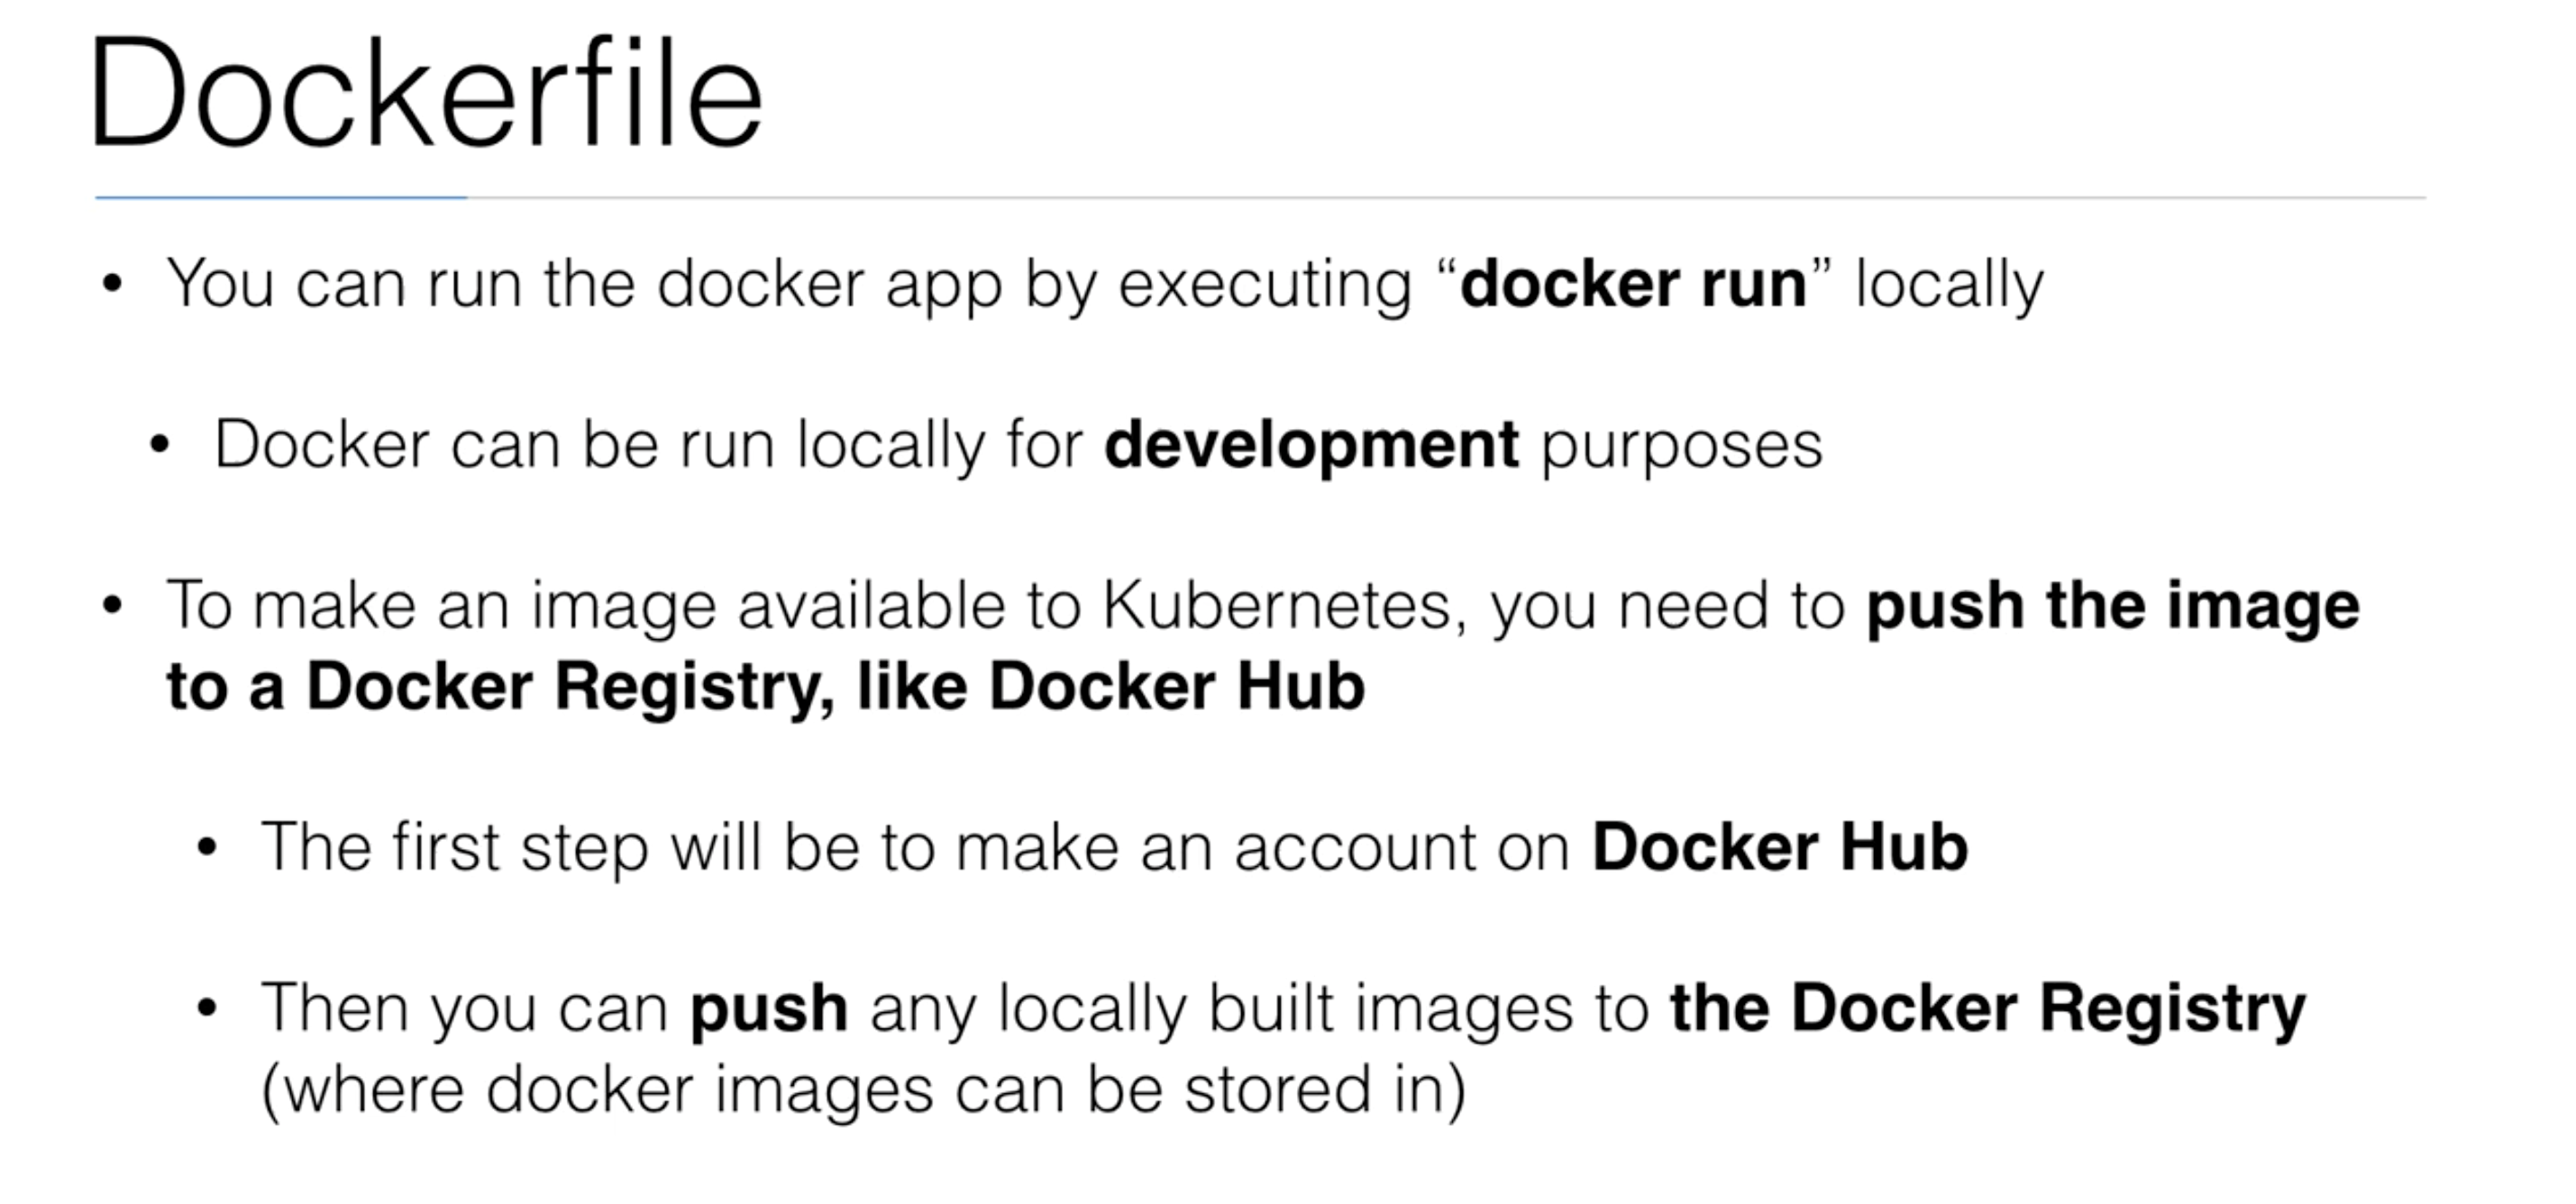 Dockerfile
• You can run the docker app by executing “docker run” locally
• Docker can be run locally for development purposes
• To make an image available to Kubernetes, you need to push the image
to a Docker Registry, like Docker Hub
• The first step will be to make an account on Docker Hub
• Then you can push any locally built images to the Docker Registry
(where docker images can be stored in)